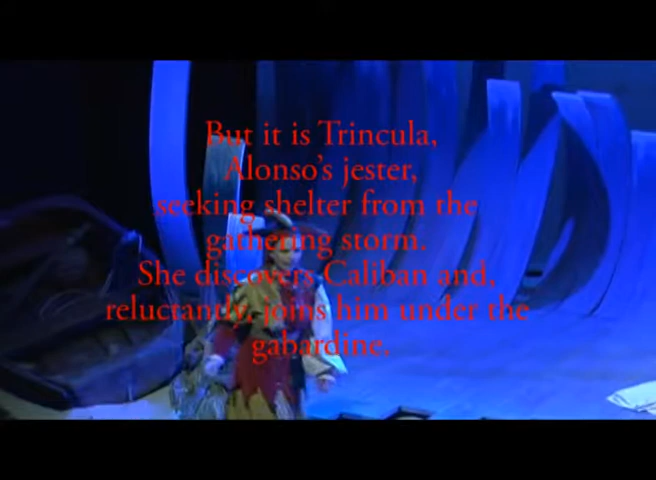 But it is Trincula,
Alonso's jester,
seeking shelter from the
gathering storm.
She discovers Caliban and,
reluctantly, joins him under the
gabardine.